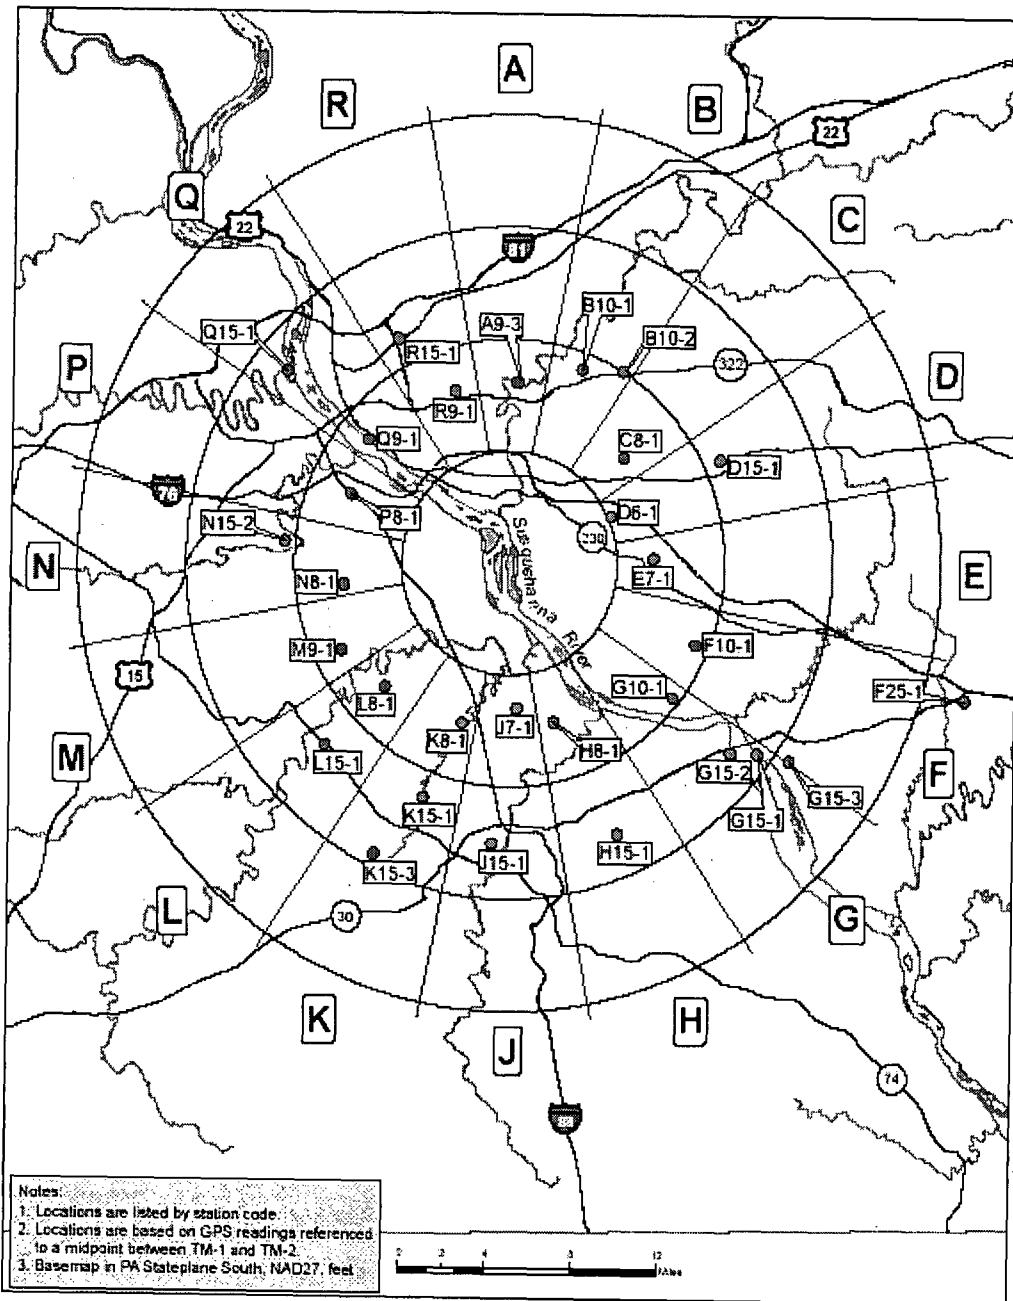 A
R
B
22
Q
22
C
81
B10-1
A9-3
Q15-1
R15-1
B10-2
P
322
D
R9-1
Q9-1
C8-1
D15-1
76
P8-1
D6-1
N15-2
230
Susquehanna River
N
N8-1
E7-1
E
M9-1
F10-1
15
L8-1
G10-1
F25-1
K8-1
J7-1
H8-1
M
L15-1
G15-2
G15-3
F
G15-1
K15-1
H15-1
K15-3
J15-1
L
30
G
K
J
H
74
Notes:
1. Locations are listed by station code.
2. Locations are based on GPS readings referenced
to a midpoint between TM-1 and TM-2.
3. Basemap in PA Stateplane South, NAD27, feet
4 8 12
Miles